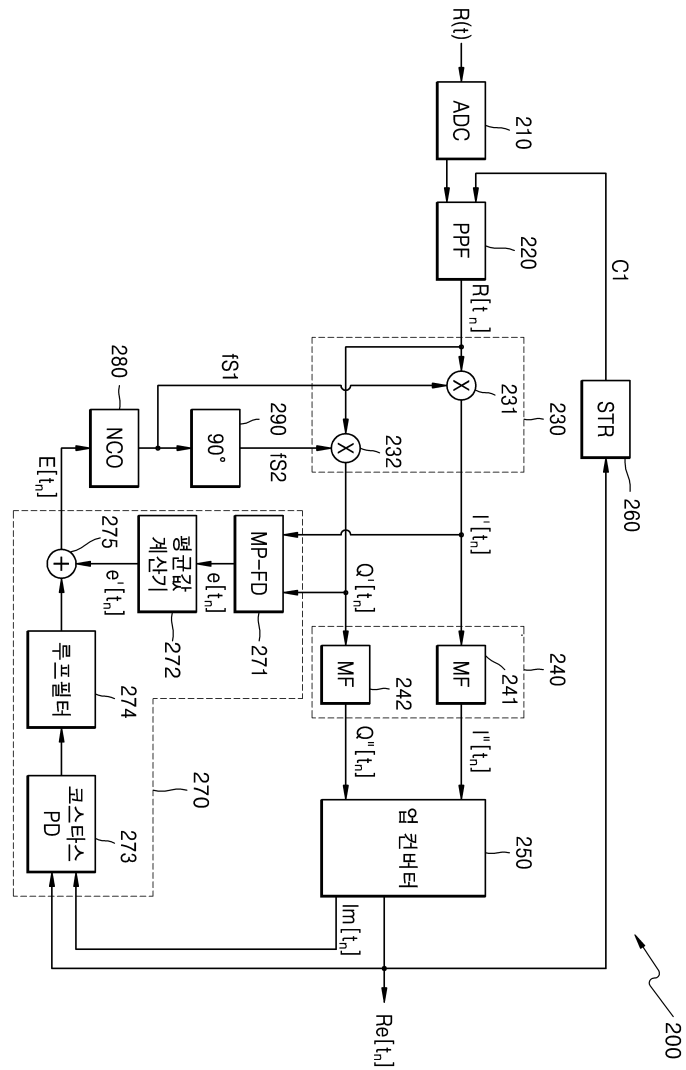 200
R(t)
ADC
210
PPF
220
R[tn]
C1
STR
260
230
231
232
fS1
fS2
280
NCO
290
90°
E[tn]
I'[tn]
Q'[tn]
MP-FD
271
e[tn]
평균값
계산기
272
e'[tn]
275
루프필터
274
코스타스
PD
273
270
240
MF
241
MF
242
I"[tn]
Q"[tn]
업 컨버터
250
Im[tn]
Re[tn]
X
X
+